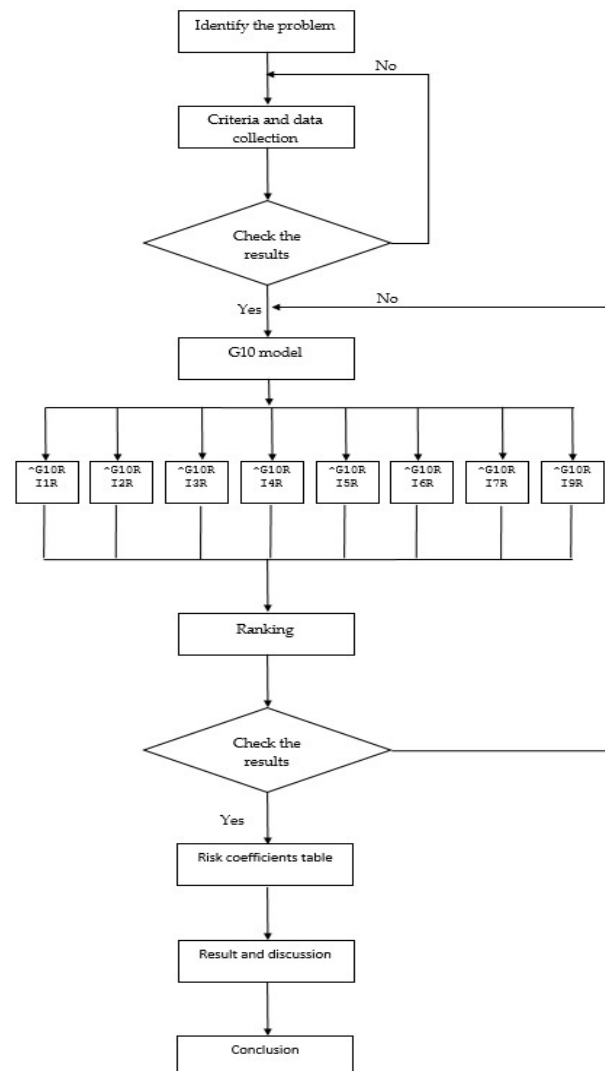 Identify the problem
No
Criteria and data
collection
Check the
results
No
Yes
G10 model
^G10R
I1R
^G10R
I2R
^G10R
I3R
^G10R
I4R
^G10R
I5R
^G10R
I6R
^G10R
I7R
^G10R
I9R
Ranking
Check the
results
Yes
Risk coefficients table
Result and discussion
Conclusion